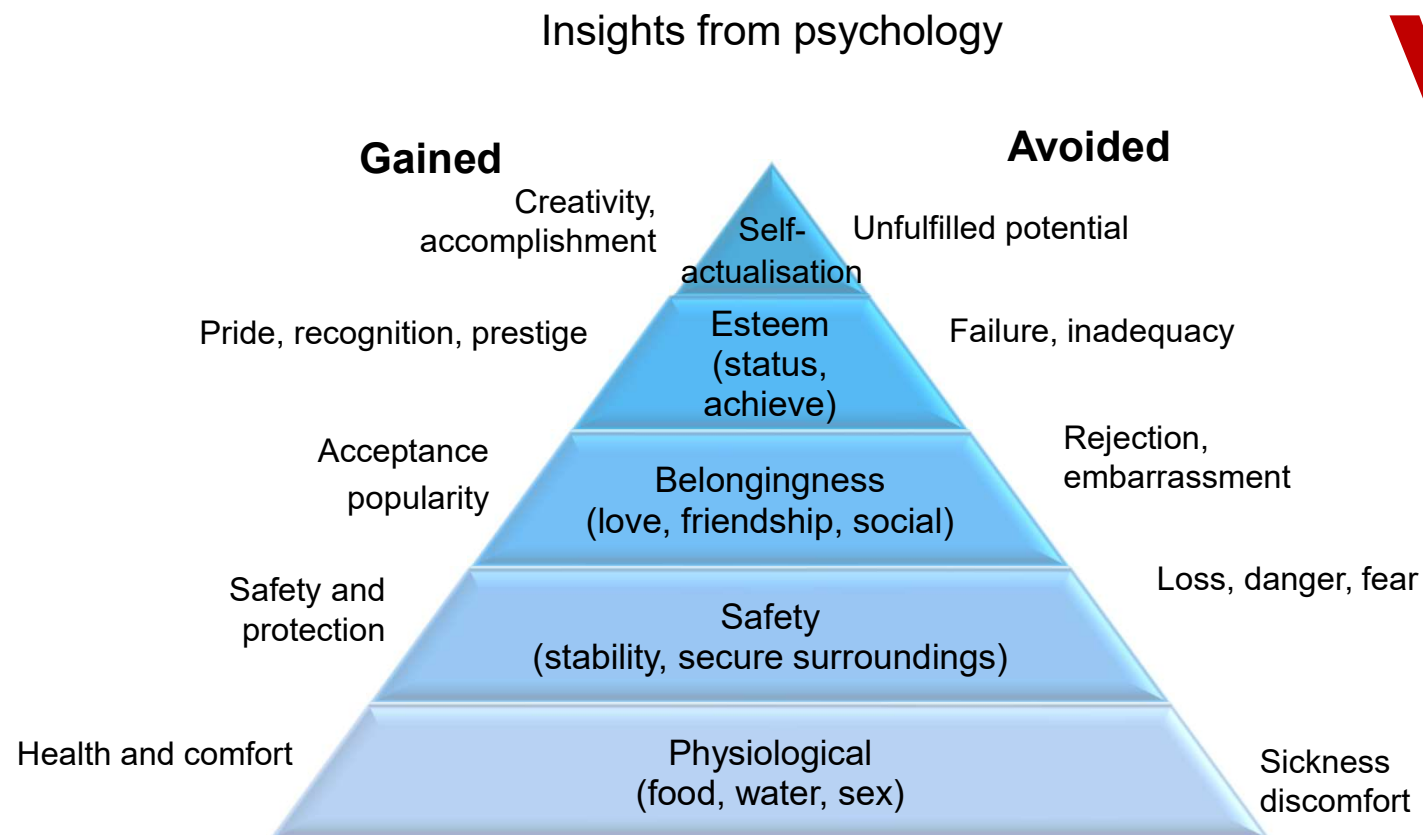 Insights from psychology
Gained
Avoided
Creativity,
accomplishment
Self-
actualisation
Unfulfilled potential
Pride, recognition, prestige
Esteem
(status,
achieve)
Failure, inadequacy
Acceptance
popularity
Belongingness
(love, friendship, social)
Rejection,
embarrassment
Safety and
protection
Safety
(stability, secure surroundings)
Loss, danger, fear
Health and comfort
Physiological
(food, water, sex)
Sickness
discomfort